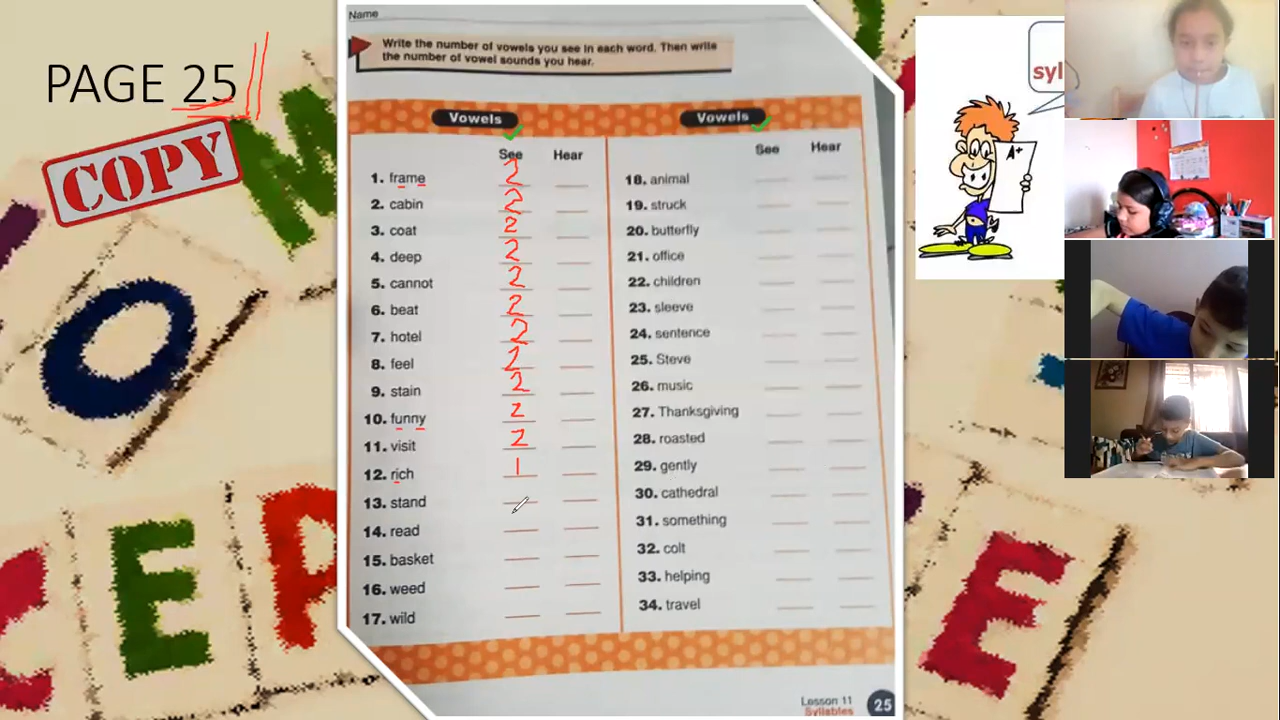 PAGE 25
COPY
Name
Write the number of vowels you see in each word. Then write
the number of vowel sounds you hear.
Vowels
See Hear
1. frame 2
2. cabin 2
3. coat 2
4. deep 2
5. cannot 2
6. beat 2
7. hotel 2
8. feel 2
9. stain 2
10. funny 2
11. visit 2
12. rich 1
13. stand
14. read
15. basket
16. weed
17. wild
Vowels
See Hear
18. animal
19. struck
20. butterfly
21. office
22. children
23. sleeve
24. sentence
25. Steve
26. music
27. Thanksgiving
28. roasted
29. gently
30. cathedral
31. something
32. colt
33. helping
34. travel
Lesson 11
Syllables
25
syl
A+
O
M
C E P
E